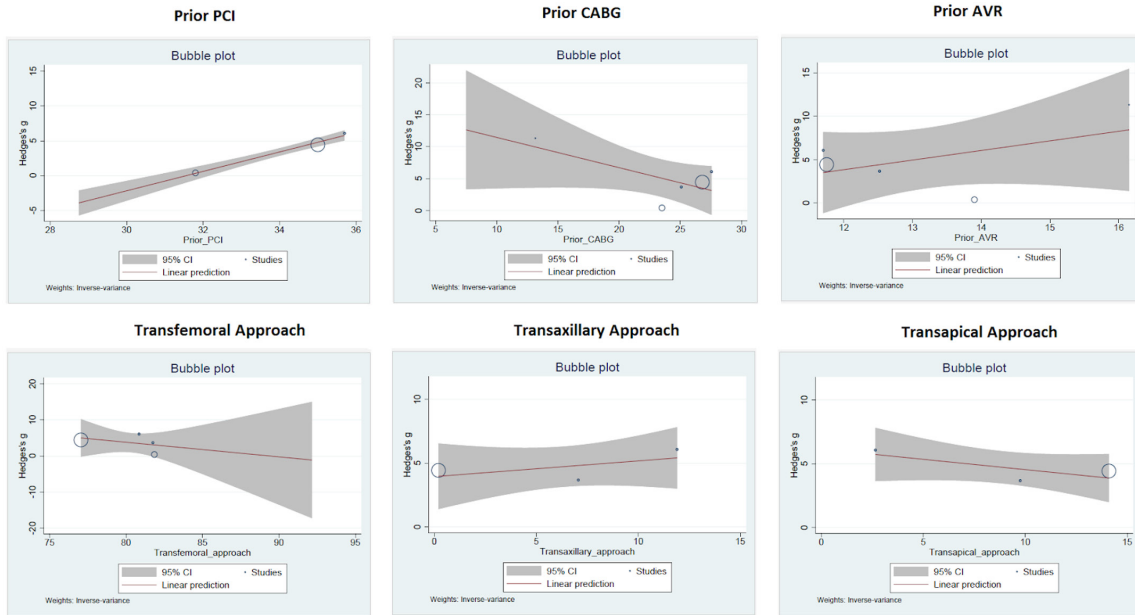 Prior PCI
Bubble plot
Hedges's g
15
10
5
0
-5
28 30 32 34 36
Prior_PCI
95% CI
Studies
Linear prediction
Weights: Inverse-variance
Prior CABG
Bubble plot
Hedges's g
20
15
10
5
0
5 10 15 20 25 30
Prior_CABG
95% CI
Studies
Linear prediction
Weights: Inverse-variance
Prior AVR
Bubble plot
Hedges's g
15
10
5
0
12 13 14 15 16
Prior_AVR
95% CI
Studies
Linear prediction
Weights: Inverse-variance
Transfemoral Approach
Bubble plot
Hedges's g
20
10
0
-10
-20
75 80 85 90 95
Transfemoral_approach
95% CI
Studies
Linear prediction
Weights: Inverse-variance
Transaxillary Approach
Bubble plot
Hedges's g
10
5
0
0 5 10 15
Transaxillary_approach
95% CI
Studies
Linear prediction
Weights: Inverse-variance
Transapical Approach
Bubble plot
Hedges's g
10
5
0
0 5 10 15
Transapical_approach
95% CI
Studies
Linear prediction
Weights: Inverse-variance